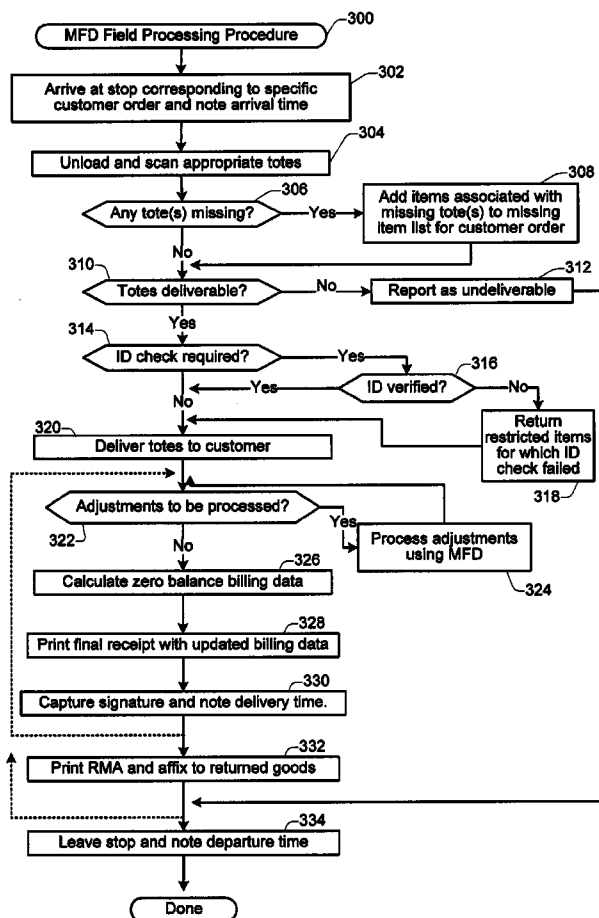 MFD Field Processing Procedure
300
302
Arrive at stop corresponding to specific
customer order and note arrival time
304
Unload and scan appropriate totes
306
308
Any tote(s) missing?
Yes
Add items associated with
missing tote(s) to missing
item list for customer order
No
310
312
Totes deliverable?
No
Report as undeliverable
Yes
314
ID check required?
Yes
316
Yes
ID verified?
No
No
Return
restricted items
for which ID
check failed
318
320
Deliver totes to customer
Adjustments to be processed?
322
Yes
Process adjustments
using MFD
324
No
326
Calculate zero balance billing data
328
Print final receipt with updated billing data
330
Capture signature and note delivery time.
332
Print RMA and affix to returned goods
334
Leave stop and note departure time
Done